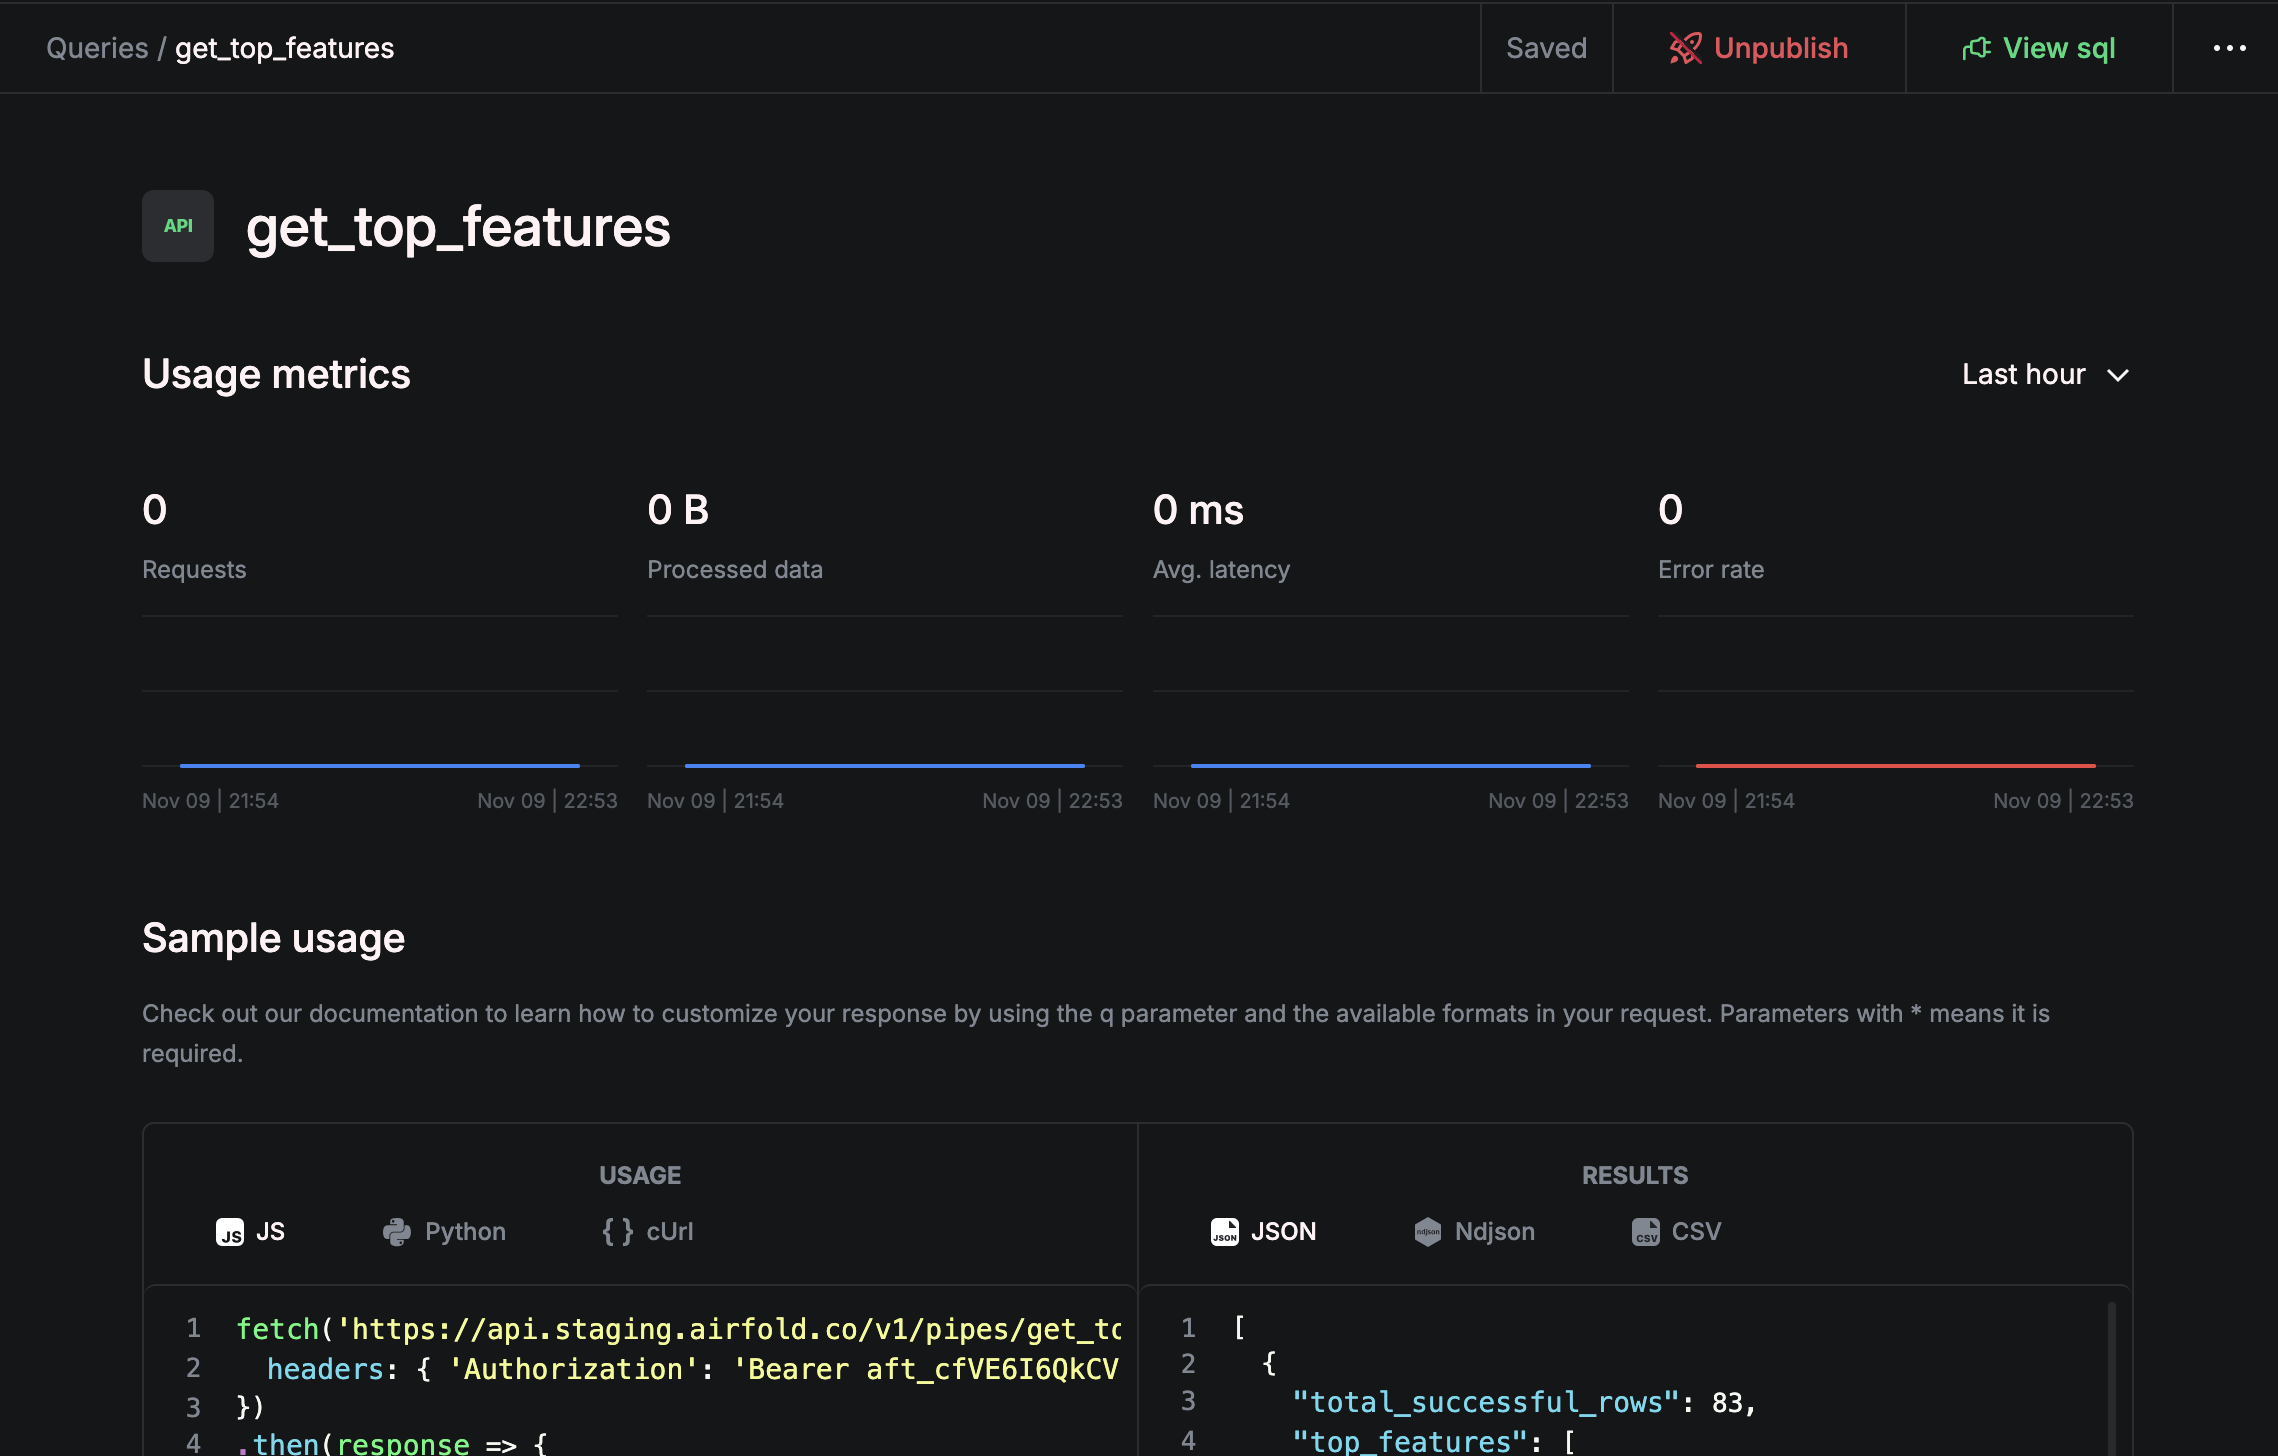 Queries / get_top_features
Saved
Unpublish
View sql
API
get_top_features
Usage metrics
Last hour
0
Requests
0 B
Processed data
0 ms
Avg. latency
0
Error rate
Nov 09 | 21:54
Nov 09 | 22:53
Nov 09 | 21:54
Nov 09 | 22:53
Nov 09 | 21:54
Nov 09 | 22:53
Nov 09 | 21:54
Nov 09 | 22:53
Sample usage
Check out our documentation to learn how to customize your response by using the q parameter and the available formats in your request. Parameters with * means it is
required.
USAGE
JS JS
Python
{ } cUrl
1 fetch('https://api.staging.airfold.co/v1/pipes/get_to
2 headers: { 'Authorization': 'Bearer aft_cfVE6I6QkCV
3 })
4 .then(response => {
RESULTS
JSON JSON
ndjson Ndjson
CSV CSV
1 [
2 {
3 "total_successful_rows": 83,
4 "top_features": [